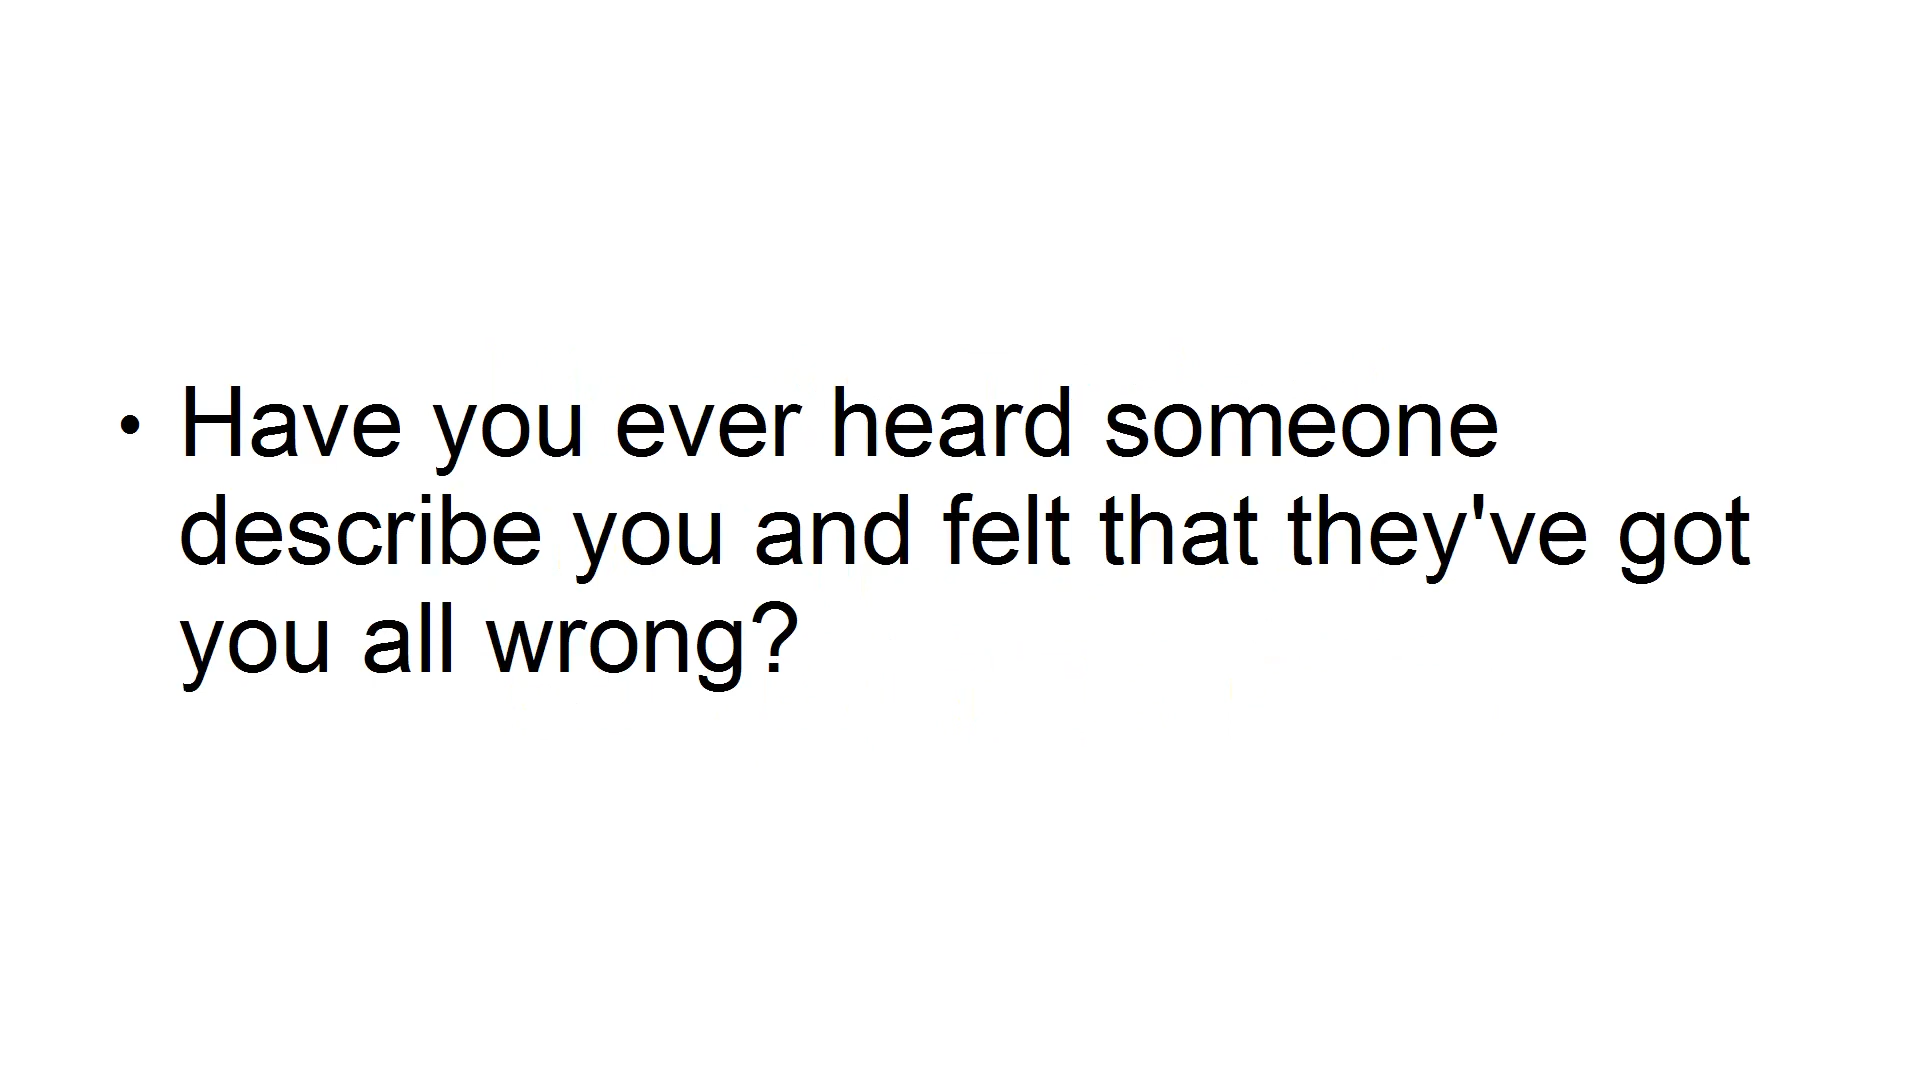 • Have you ever heard someone
describe you and felt that they've got
you all wrong?